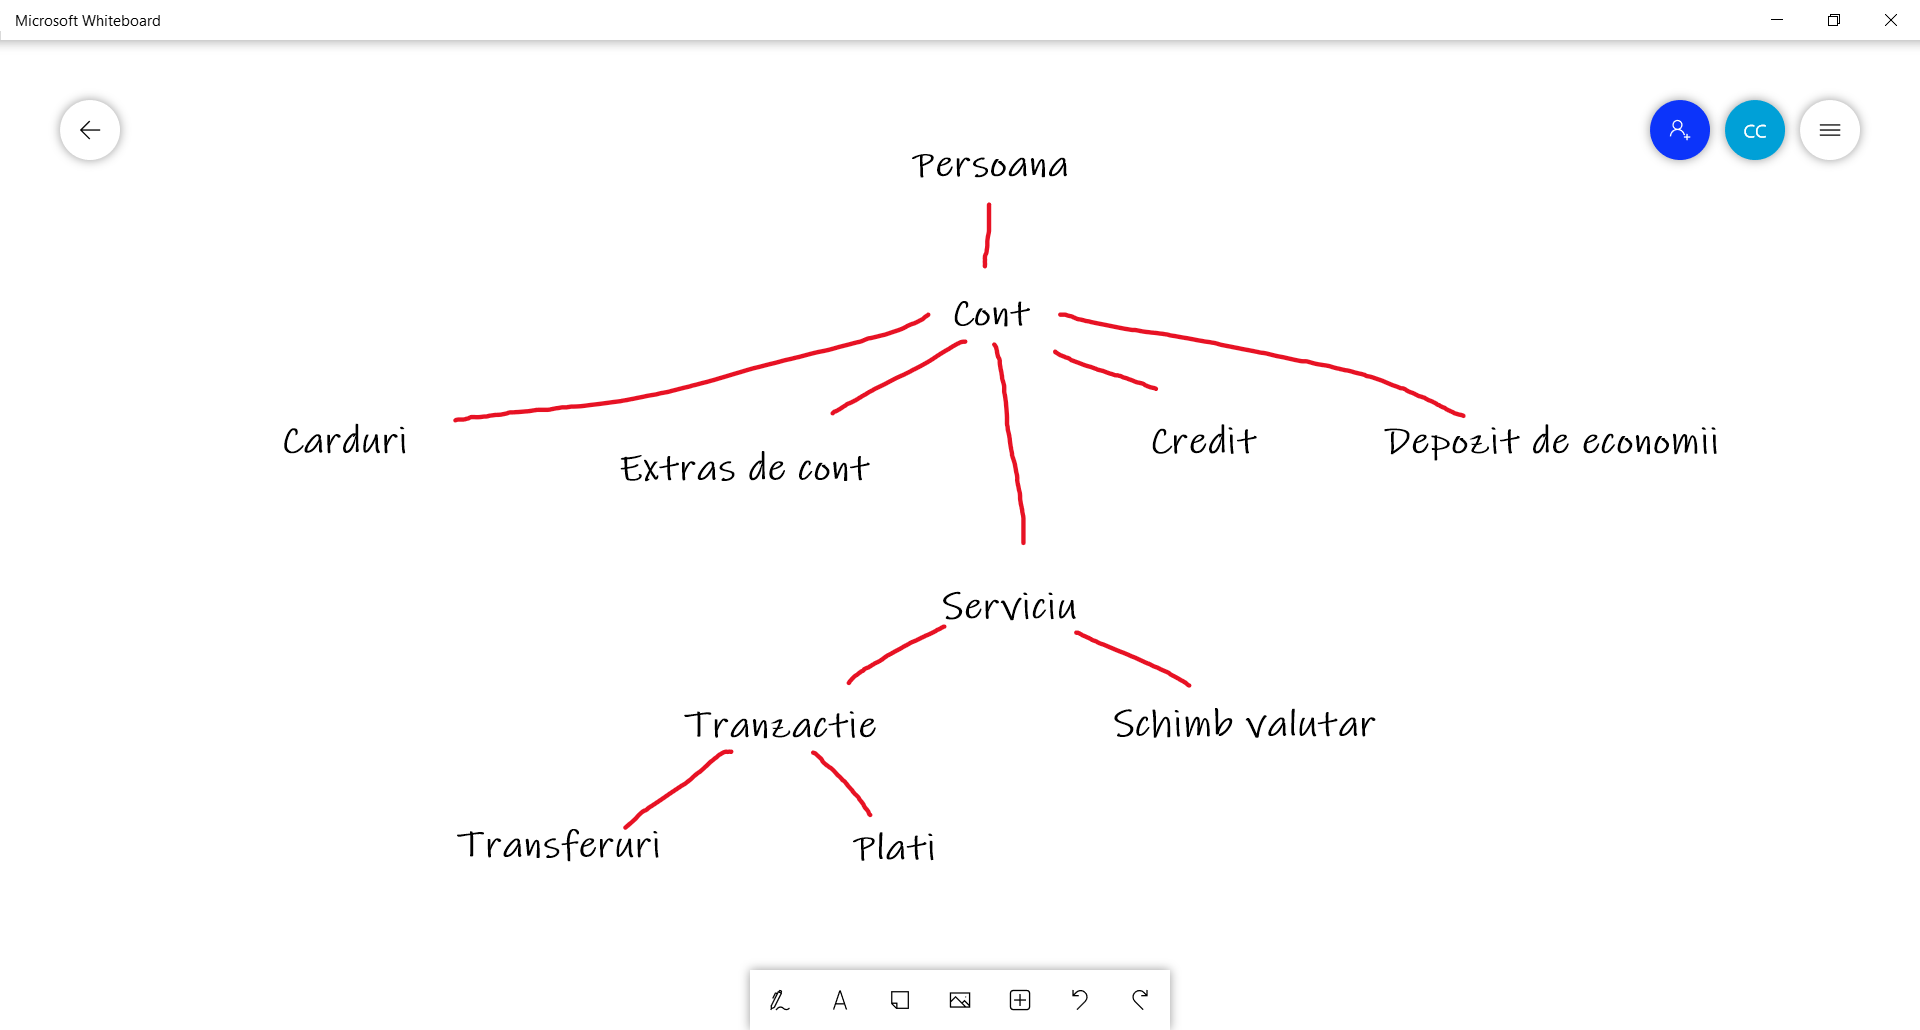 Microsoft Whiteboard
CC
Persoana
Cont
Carduri
Extras de cont
Credit
Depozit de economii
Serviciu
Tranzactie
Schimb valutar
Transferuri
Plati